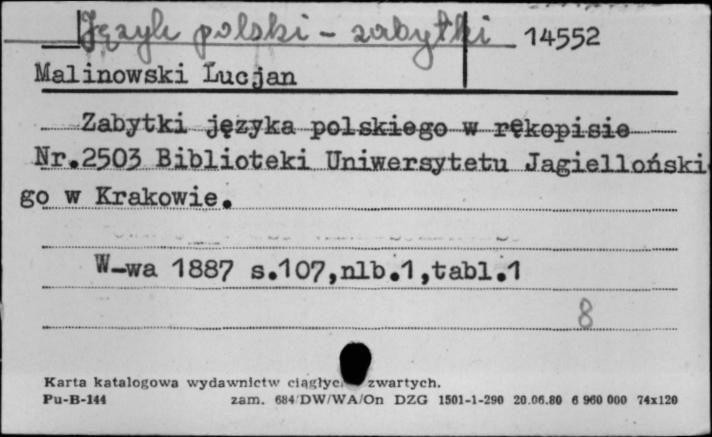 Język polski - zabytki 14552
Malinowski Lucjan
Zabytki języka polskiego w rękopisie
Nr.2503 Biblioteki Uniwersytetu Jagielloński
go w Krakowie.
W-wa 1887 s.107,nlb.1,tabl.1
8
Karta katalogowa wydawnictw zwartych.
Pu-B-144 zam. 684/DW/WA/On DZG 1501-1-290 20.06.80 6 960 000 74x120